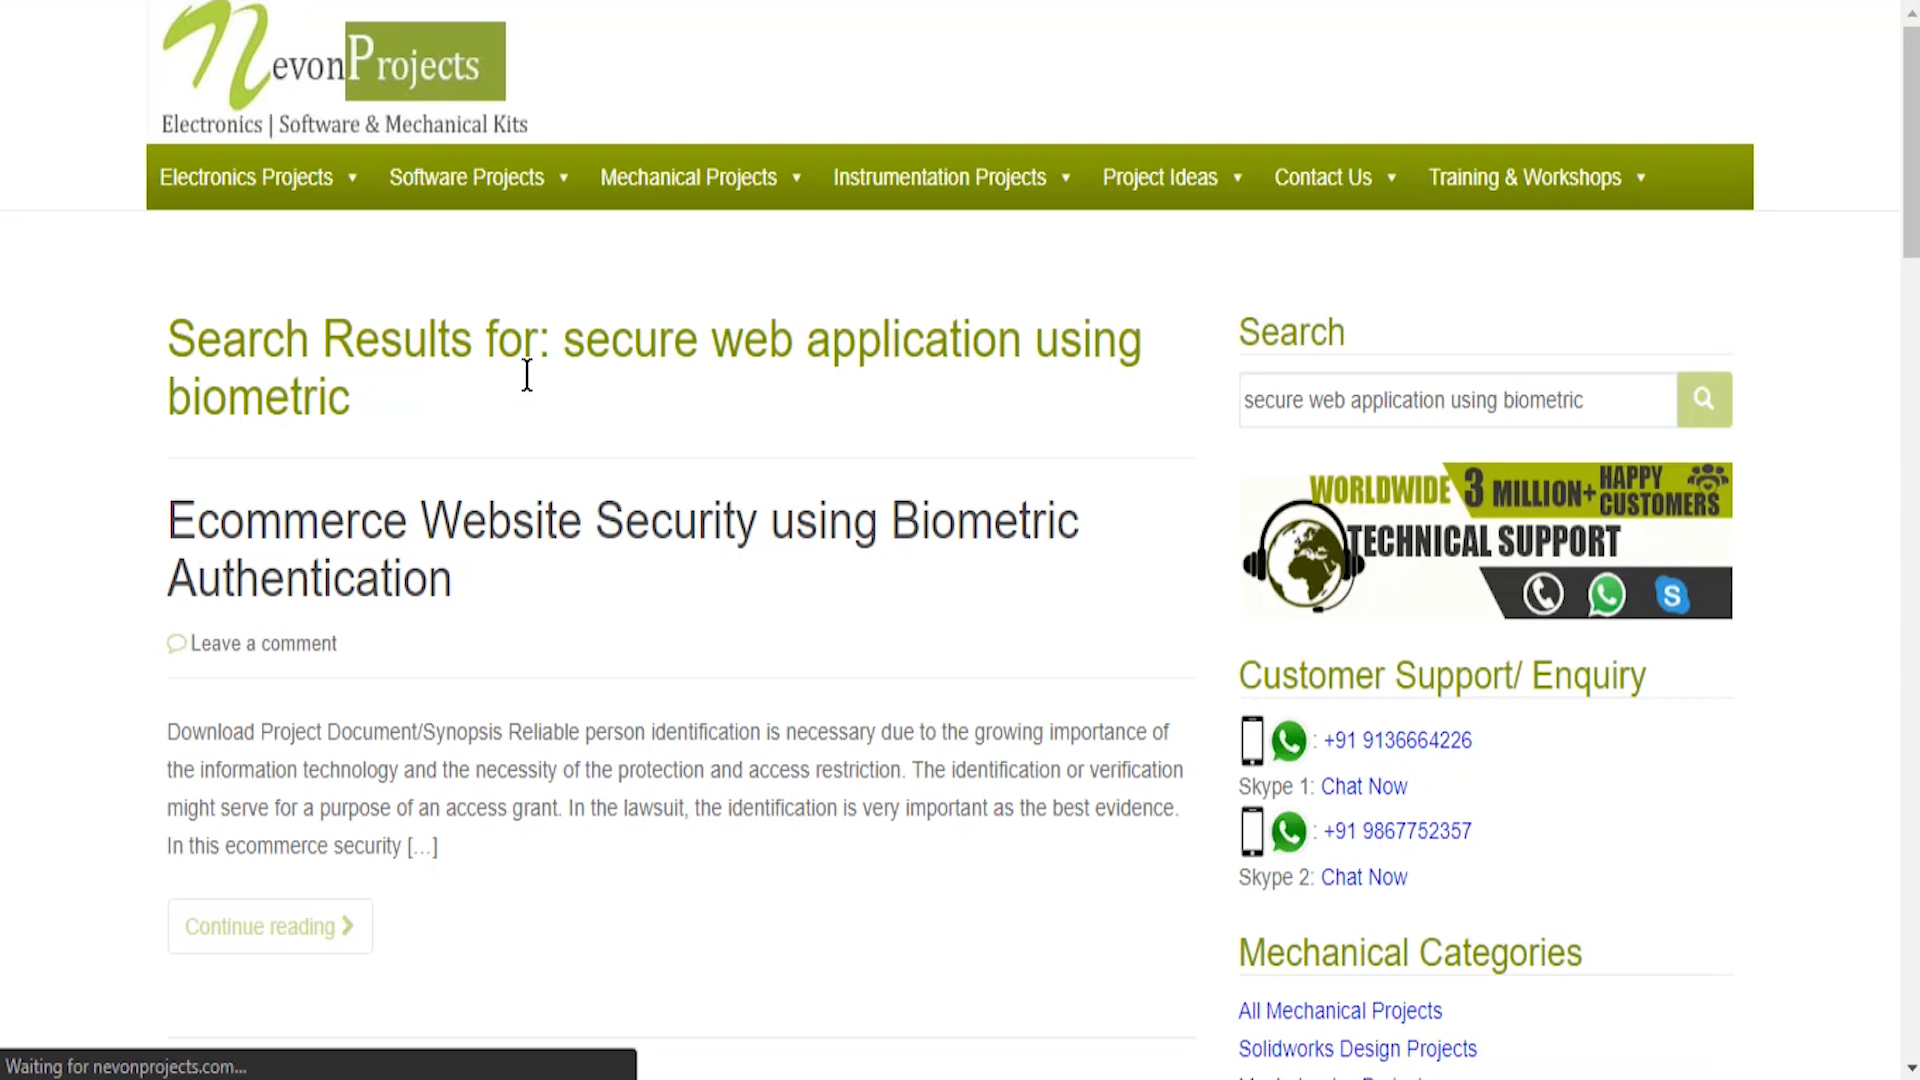 nevonProjects
Electronics | Software & Mechanical Kits
Electronics Projects
Software Projects
Mechanical Projects
Instrumentation Projects
Project Ideas
Contact Us
Training & Workshops
Search Results for: secure web application using
biometric
Ecommerce Website Security using Biometric
Authentication
Leave a comment
Download Project Document/Synopsis Reliable person identification is necessary due to the growing importance of
the information technology and the necessity of the protection and access restriction. The identification or verification
might serve for a purpose of an access grant. In the lawsuit, the identification is very important as the best evidence.
In this ecommerce security [...]
Continue reading
Search
secure web application using biometric
WORLDWIDE 3 MILLION+ HAPPY
CUSTOMERS
TECHNICAL SUPPORT
Customer Support/ Enquiry
: +91 9136664226
Skype 1: Chat Now
: +91 9867752357
Skype 2: Chat Now
Mechanical Categories
All Mechanical Projects
Solidworks Design Projects
Waiting for nevonprojects.com...